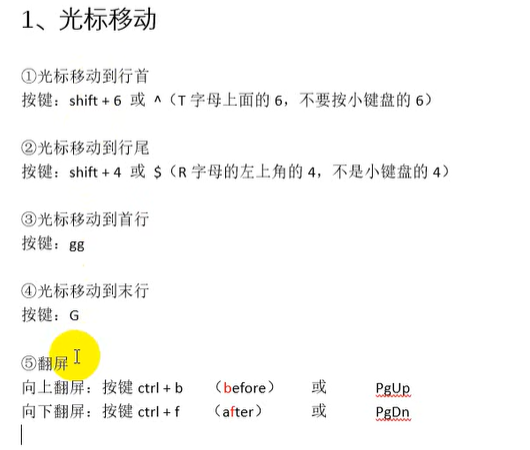 1、光标移动
①光标移动到行首
按键：shift + 6 或 ^（T 字母上面的 6，不要按小键盘的 6）
②光标移动到行尾
按键：shift + 4 或 $（R 字母的左上角的 4，不是小键盘的 4）
③光标移动到首行
按键：gg
④光标移动到末行
按键：G
⑤翻屏
向上翻屏：按键 ctrl + b （before） 或 PgUp
向下翻屏：按键 ctrl + f （after） 或 PgDn